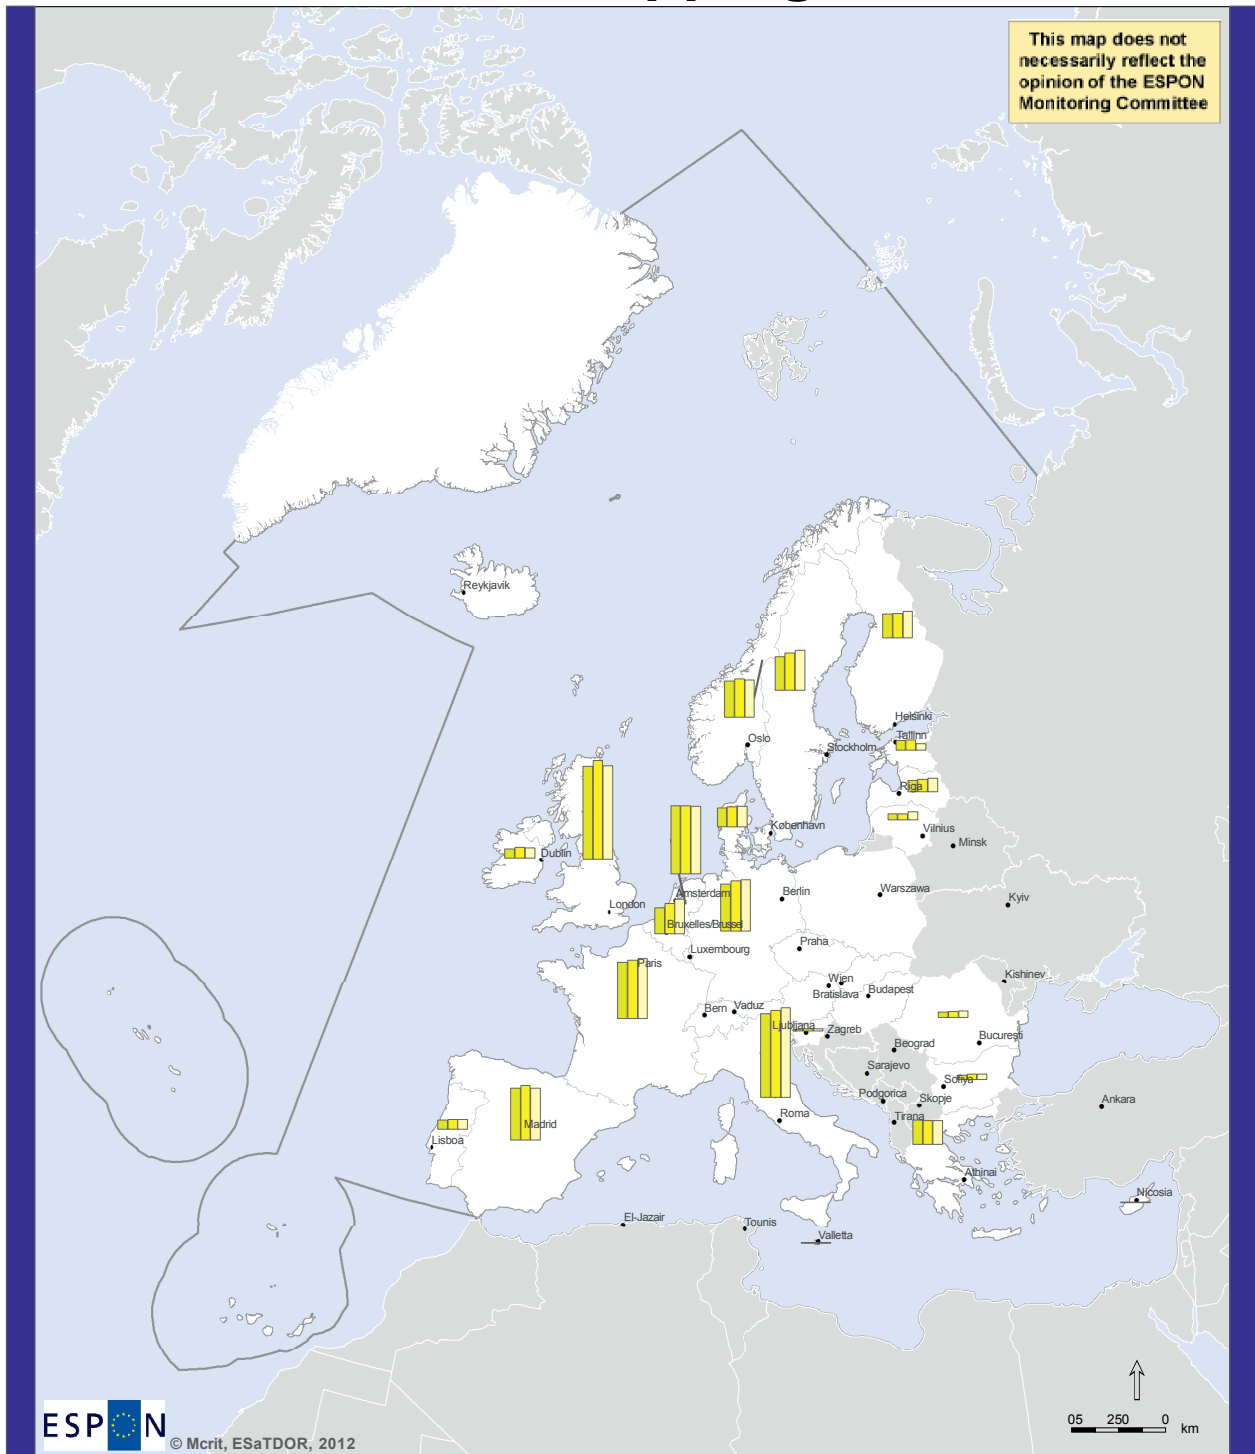 This map does not
necessarily reflect the
opinion of the ESPON
Monitoring Committee
Reykjavik
Helsinki
Tallinn
Oslo
Stockholm
Riga
København
Vilnius
Minsk
Dublin
Amsterdam
Berlin
Warszawa
Kyiv
London
Bruxelles/Brussel
Praha
Luxembourg
Paris
Kishinev
Wien
Bratislava
Budapest
Bern
Vaduz
Ljubljana
Zagreb
Bucureşti
Beograd
Sarajevo
Sofiya
Podgorica
Skopje
Ankara
Tirana
Roma
Madrid
Lisboa
Athinai
Nicosia
El-Jazair
Tounis
Valletta
05 250 0
km
ESPON
© Mcrit, ESaTDOR, 2012